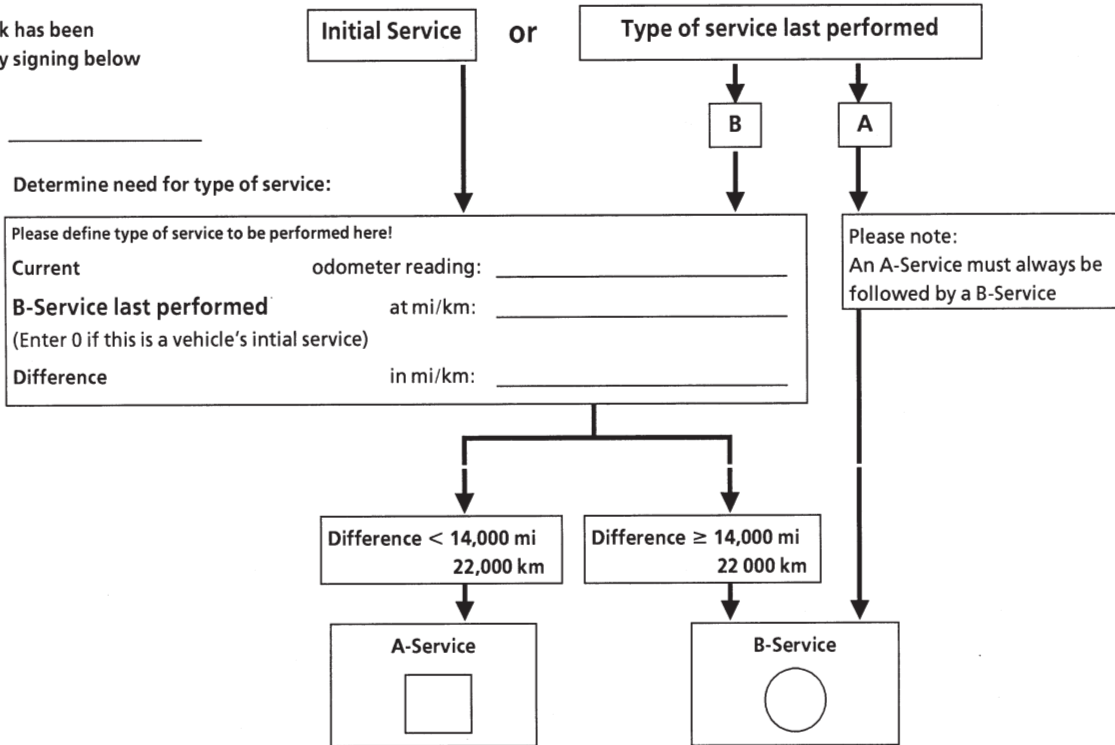 k has been
y signing below
Initial Service
or
Type of service last performed
B
A
Determine need for type of service:
Please define type of service to be performed here!
Current odometer reading:
B-Service last performed at mi/km:
(Enter 0 if this is a vehicle's intial service)
Difference in mi/km:
Please note:
An A-Service must always be
followed by a B-Service
Difference < 14,000 mi
22,000 km
Difference ≥ 14,000 mi
22 000 km
A-Service
B-Service